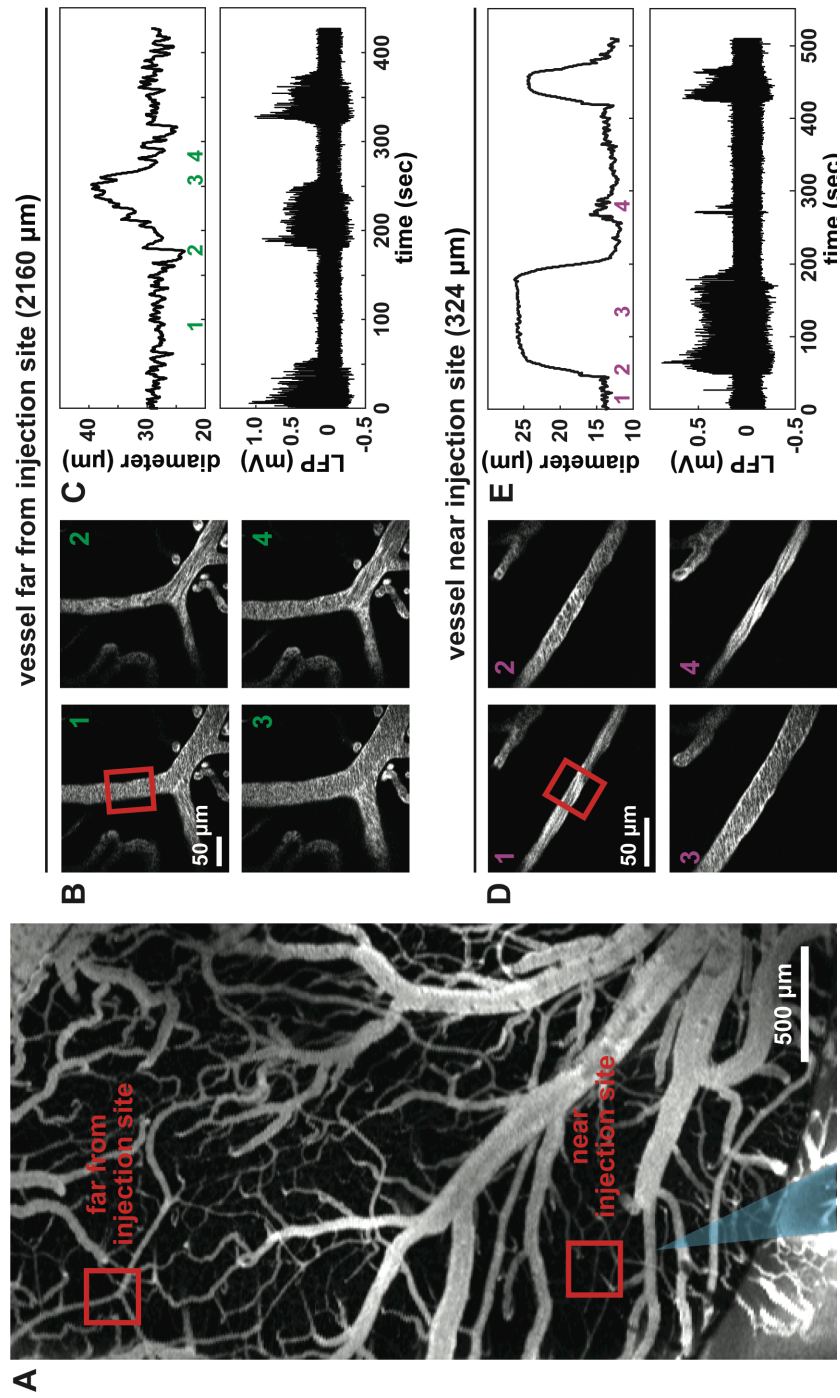 A
far from
injection site
near
injection site
500 μm
vessel far from injection site (2160 μm)
B
1
50 μm
2
3
4
C
diameter (μm)
40
30
20
1
2
3
4
LFP (mV)
1.0
0.5
0
-0.5
0
100
200
300
400
time (sec)
vessel near injection site (324 μm)
D
1
50 μm
2
3
4
E
diameter (μm)
25
20
15
10
1
2
3
4
LFP (mV)
1.0
0.5
0
-0.5
0
100
200
300
400
500
time (sec)